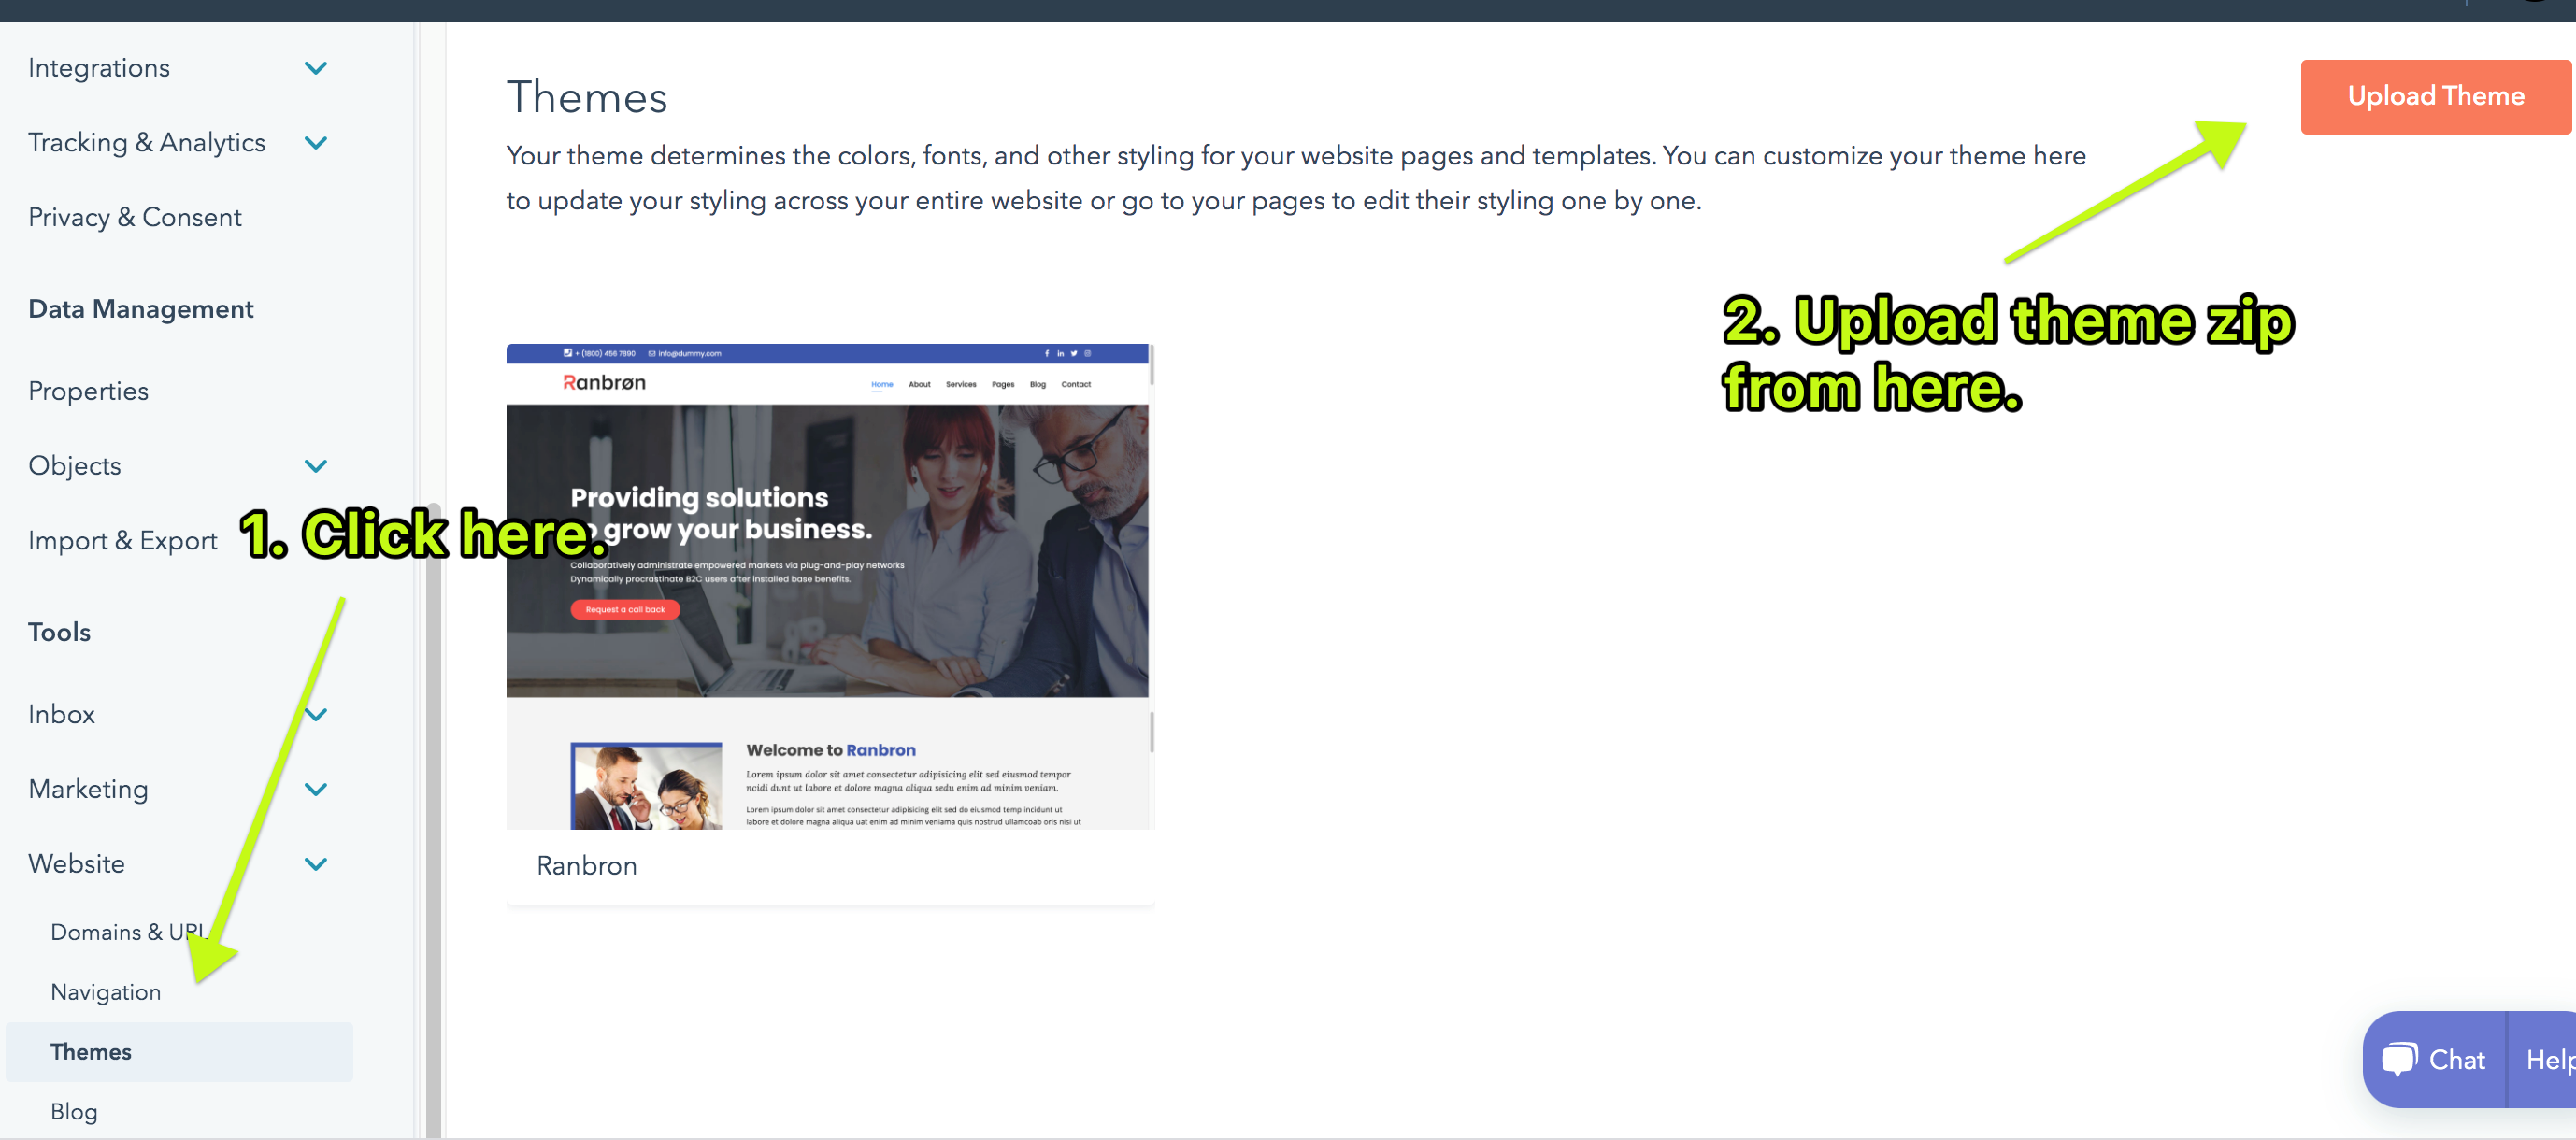 Integrations
Tracking & Analytics
Privacy & Consent
Data Management
Properties
Objects
Import & Export
1. Click here.
Tools
Inbox
Marketing
Website
Domains & URL
Navigation
Themes
Blog
Themes
Upload Theme
Your theme determines the colors, fonts, and other styling for your website pages and templates. You can customize your theme here
to update your styling across your entire website or go to your pages to edit their styling one by one.
2. Upload theme zip
from here.
+ (1800) 456 7890 info@dummy.com
Ranbrøn
Home About Services Pages Blog Contact
Providing solutions
grow your business.
Collaboratively administrate empowered markets via plug-and-play networks
Dynamically procrastinate B2C users after installed base benefits.
Request a call back
Welcome to Ranbron
Lorem ipsum dolor sit amet consectetur adipisicing elit sed eiusmod tempor
ncidi dunt ut labore et dolore magna aliqua sedu enim ad minim veniam.
Lorem ipsum dolor sit amet consectetur adipisicing elit sed do eiusmod temp incidunt ut
labore et dolore magna aliqua uat enim ad minim veniama quis nostrud ullamcoab oris nisi ut
Ranbron
Chat Help